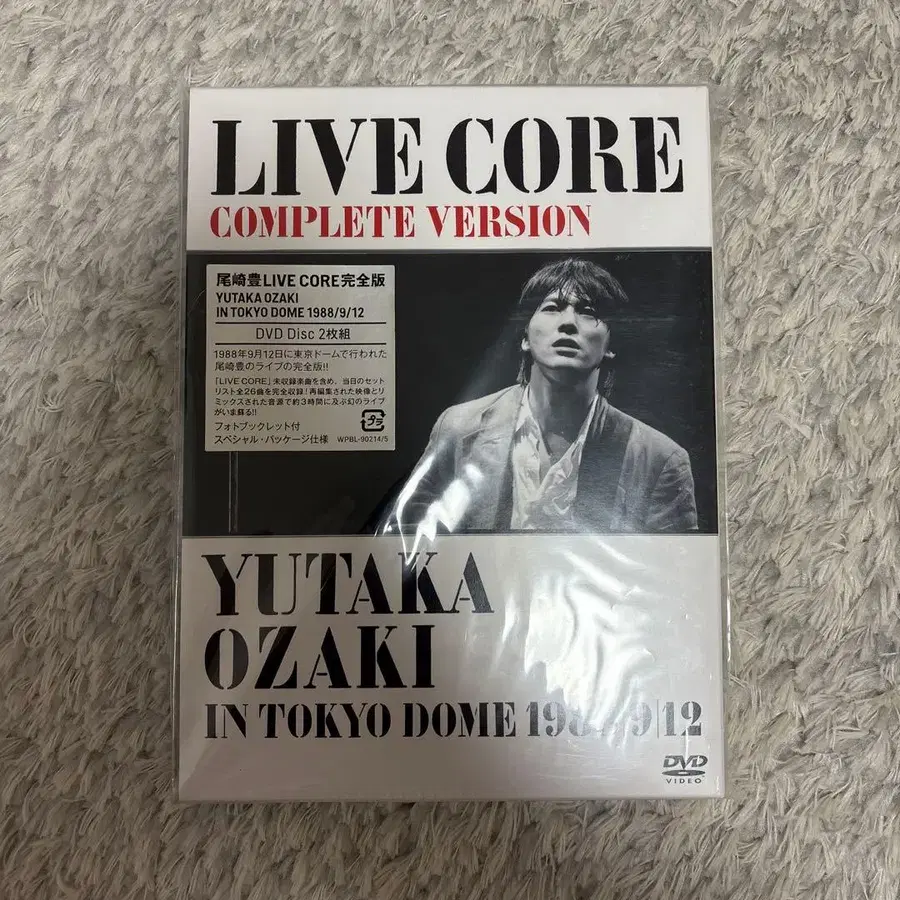 LIVE CORE
COMPLETE VERSION
尾崎豊LIVE CORE完全版
YUTAKA OZAKI
IN TOKYO DOME 1988/9/12
DVD Disc 2枚組
1988年9月12日に東京ドームで行われた
尾崎豊のライブの完全版!!
「LIVE CORE」未収録楽曲を含め、当日のセット
リスト全26曲を完全収録!再編集された映像とリ
ミックスされた音源で約3時間に及ぶ幻のライブ
がいま蘇る!!
フォトブックレット付
スペシャル・パッケージ仕様
プラ
WPBL-90214/5
YUTAKA
OZAKI
IN TOKYO DOME 1988/9/12
DVD
VIDEO